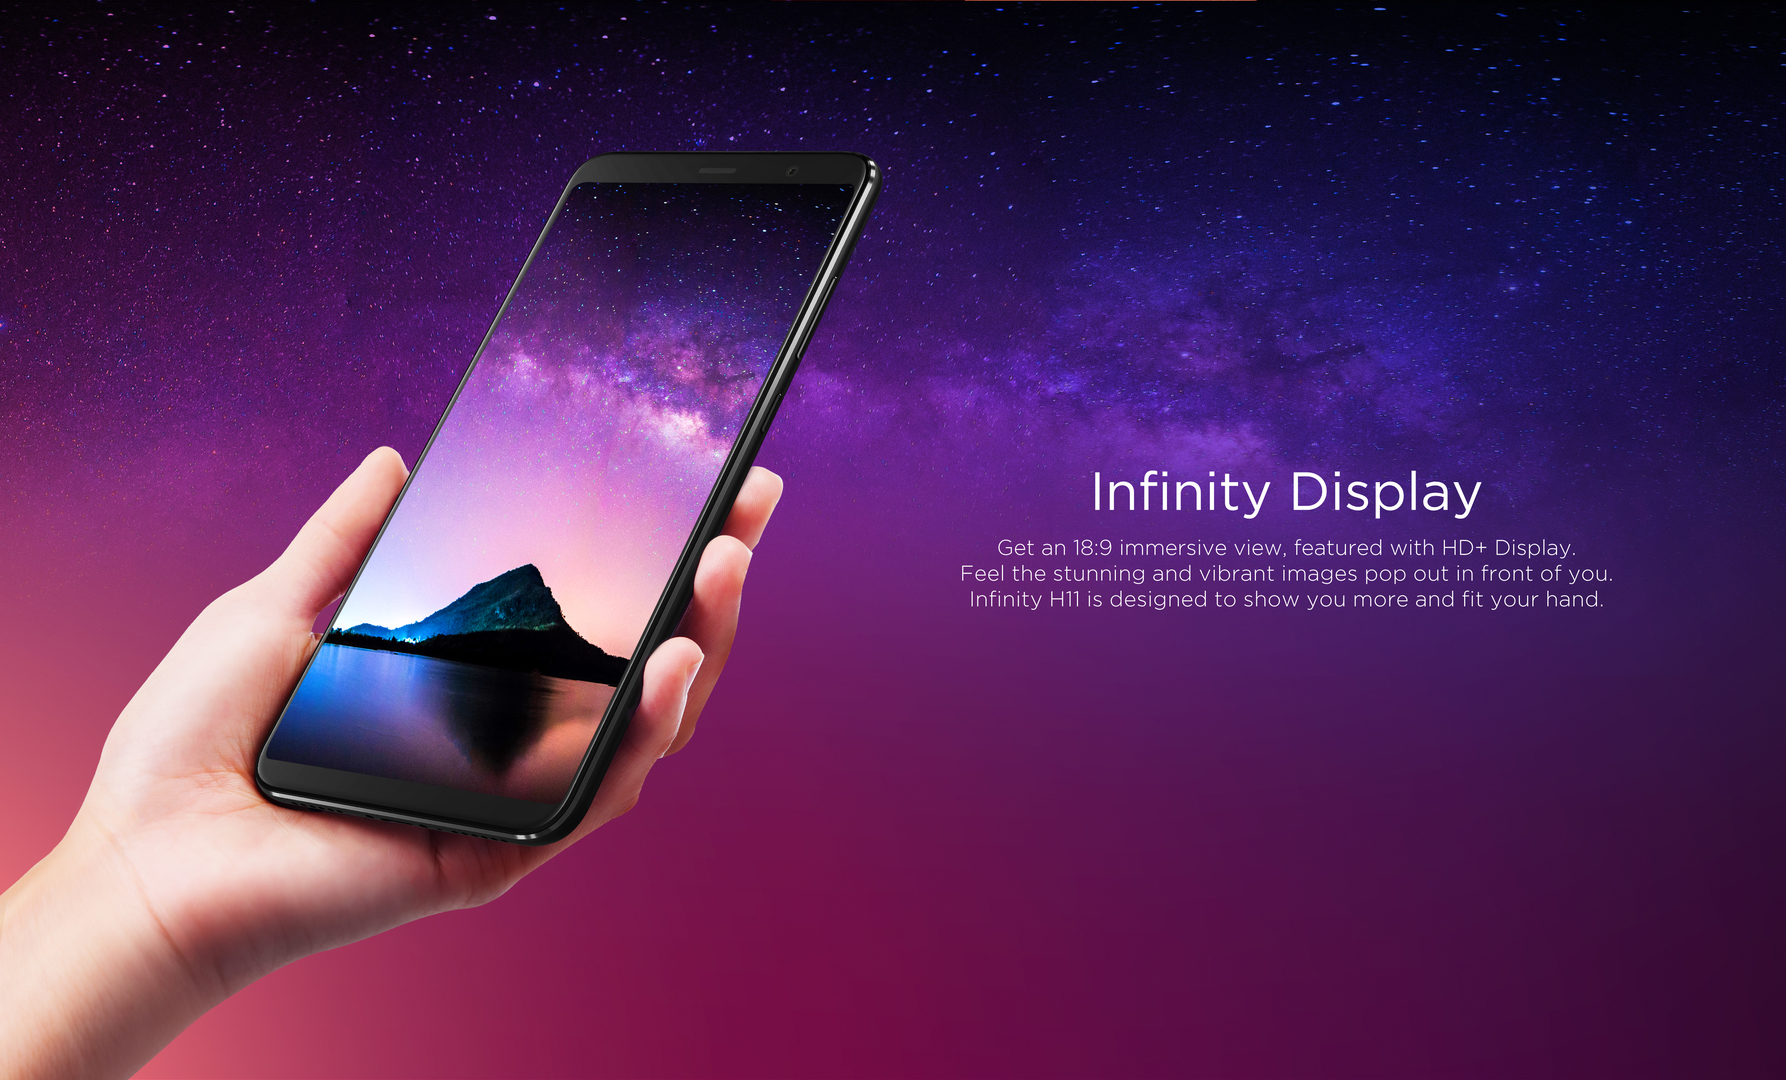 Infinity Display
Get an 18:9 immersive view, featured with HD+ Display.
Feel the stunning and vibrant images pop out in front of you.
Infinity H11 is designed to show you more and fit your hand.